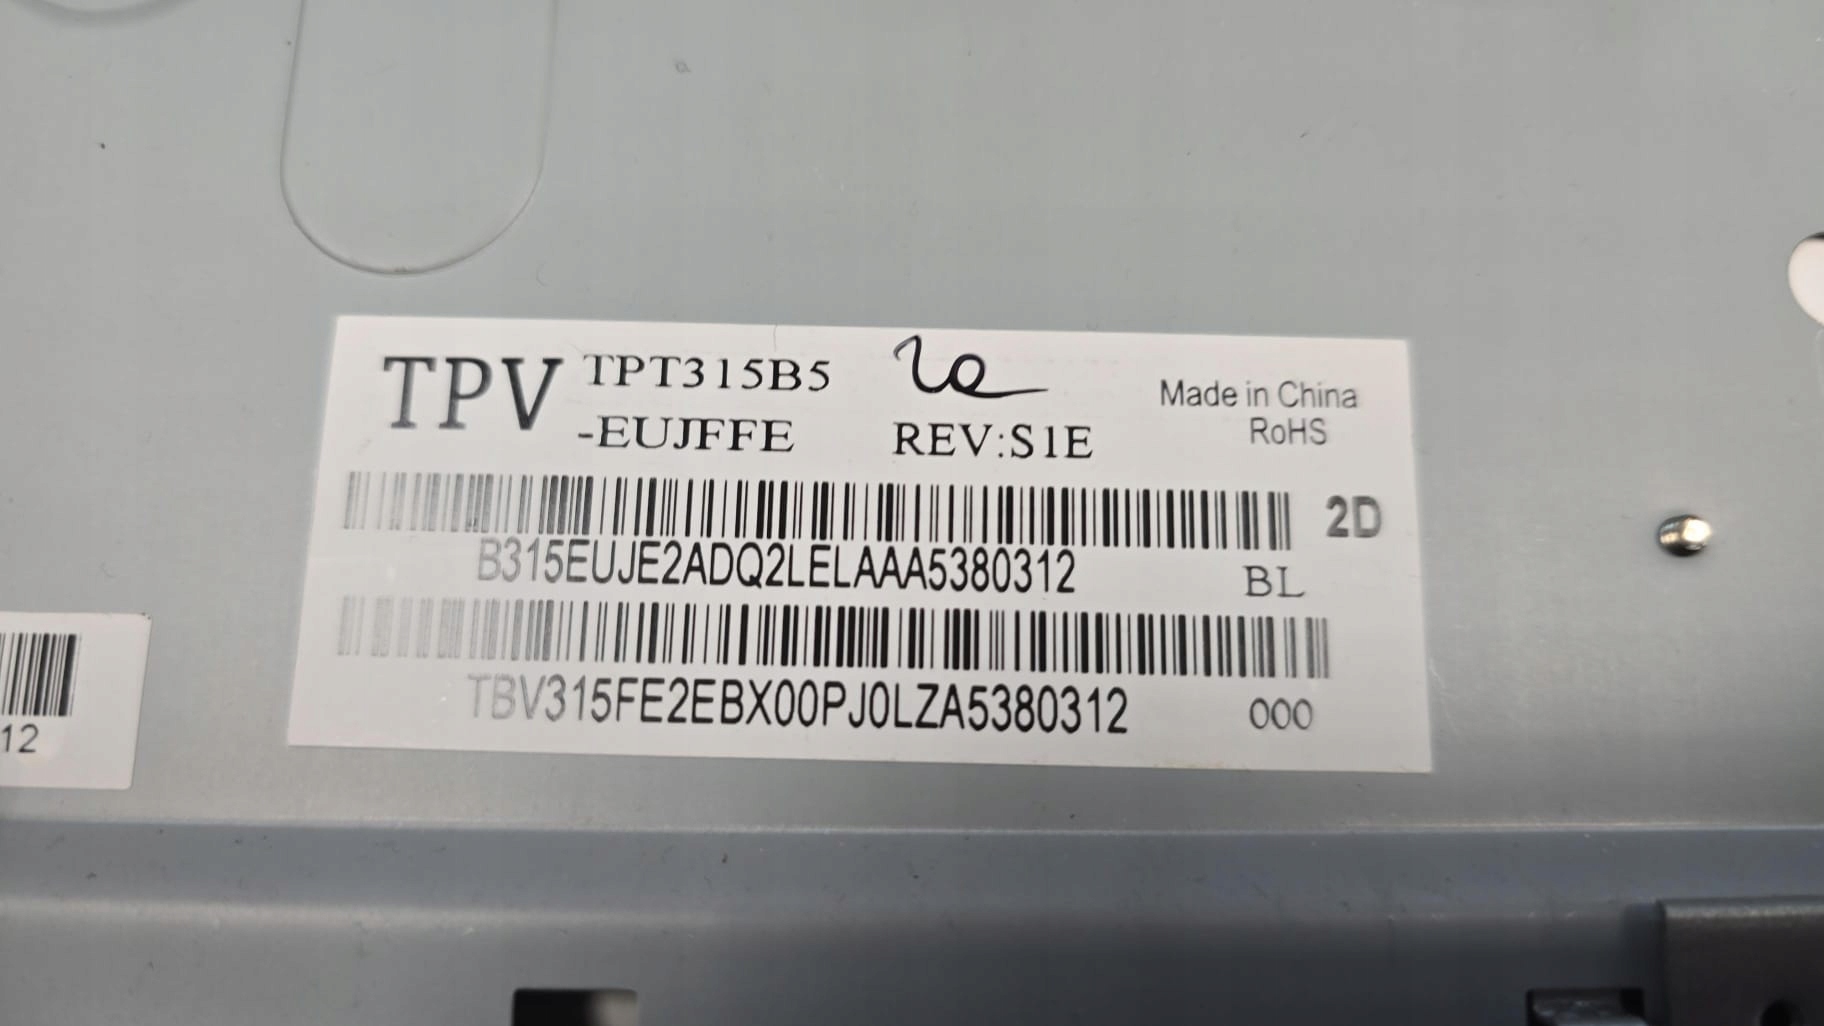 TPV TPT315B5
-EUJFFE REV:S1E
Made in China
RoHS
2D
B315EUJE2ADQ2LELAAA5380312 BL
TBV315FE2EBX00PJ0LZA5380312 000
12